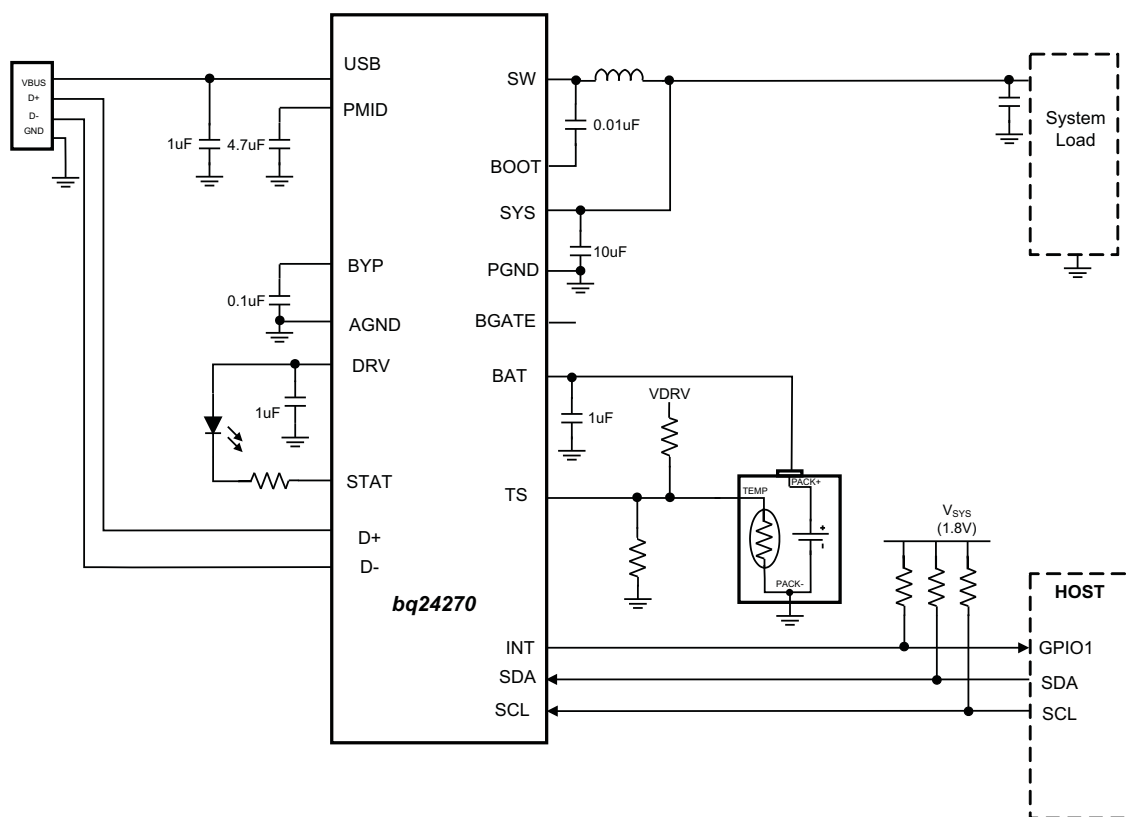 VBUS
D+
D-
GND
1uF
4.7uF
USB
PMID
BYP
0.1uF
AGND
DRV
1uF
STAT
D+
D-
bq24270
SW
0.01uF
BOOT
SYS
10uF
PGND
BGATE
BAT
1uF
VDRV
TS
TEMP
PACK+
+
-
PACK-
INT
SDA
SCL
System
Load
VSYS
(1.8V)
HOST
GPIO1
SDA
SCL